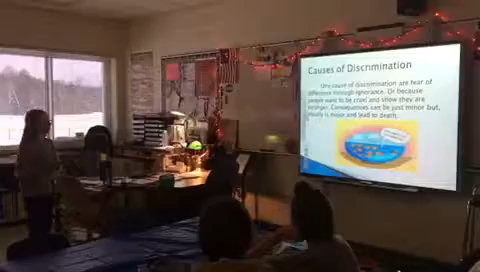 Causes of Discrimination
One cause of discrimination are fear of
difference through ignorance. Or because
people want to be cruel and show they are
stronger. Consequences can be just minor but,
mostly is major and lead to death.